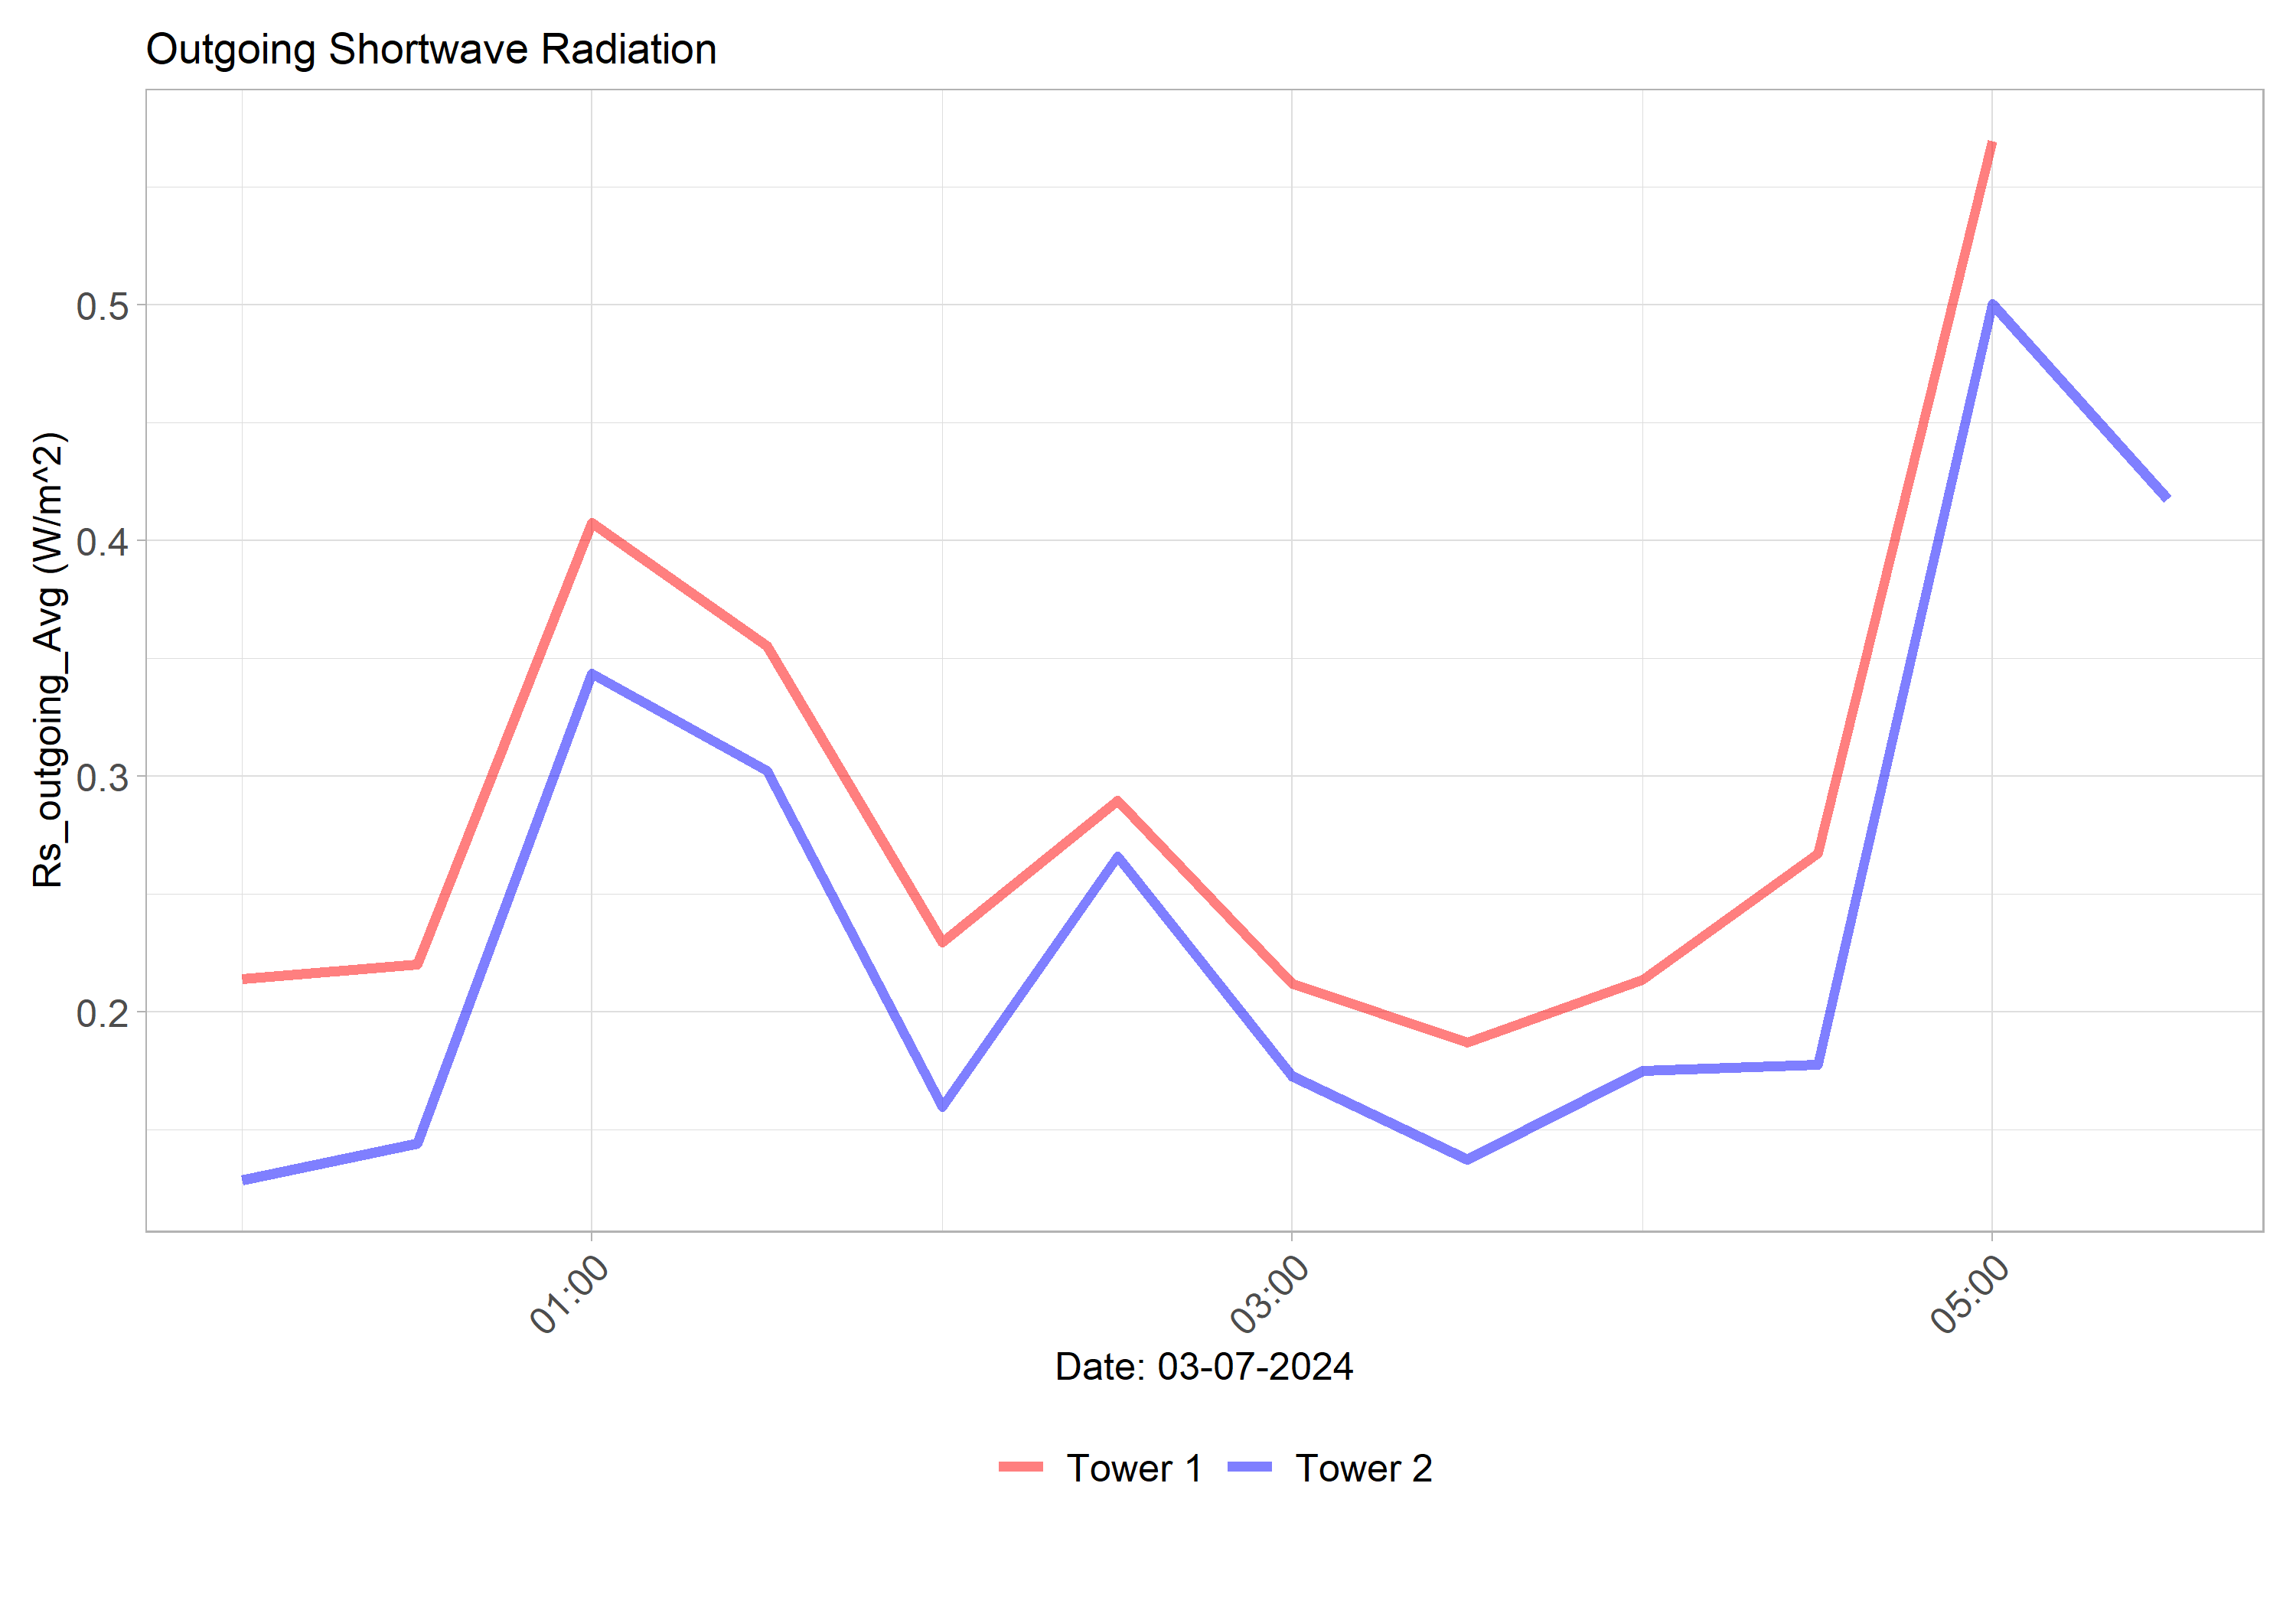 Outgoing Shortwave Radiation
Rs_outgoing_Avg (W/m^2)
0.5
0.4
0.3
0.2
01:00
03:00
05:00
Date: 03-07-2024
Tower 1
Tower 2